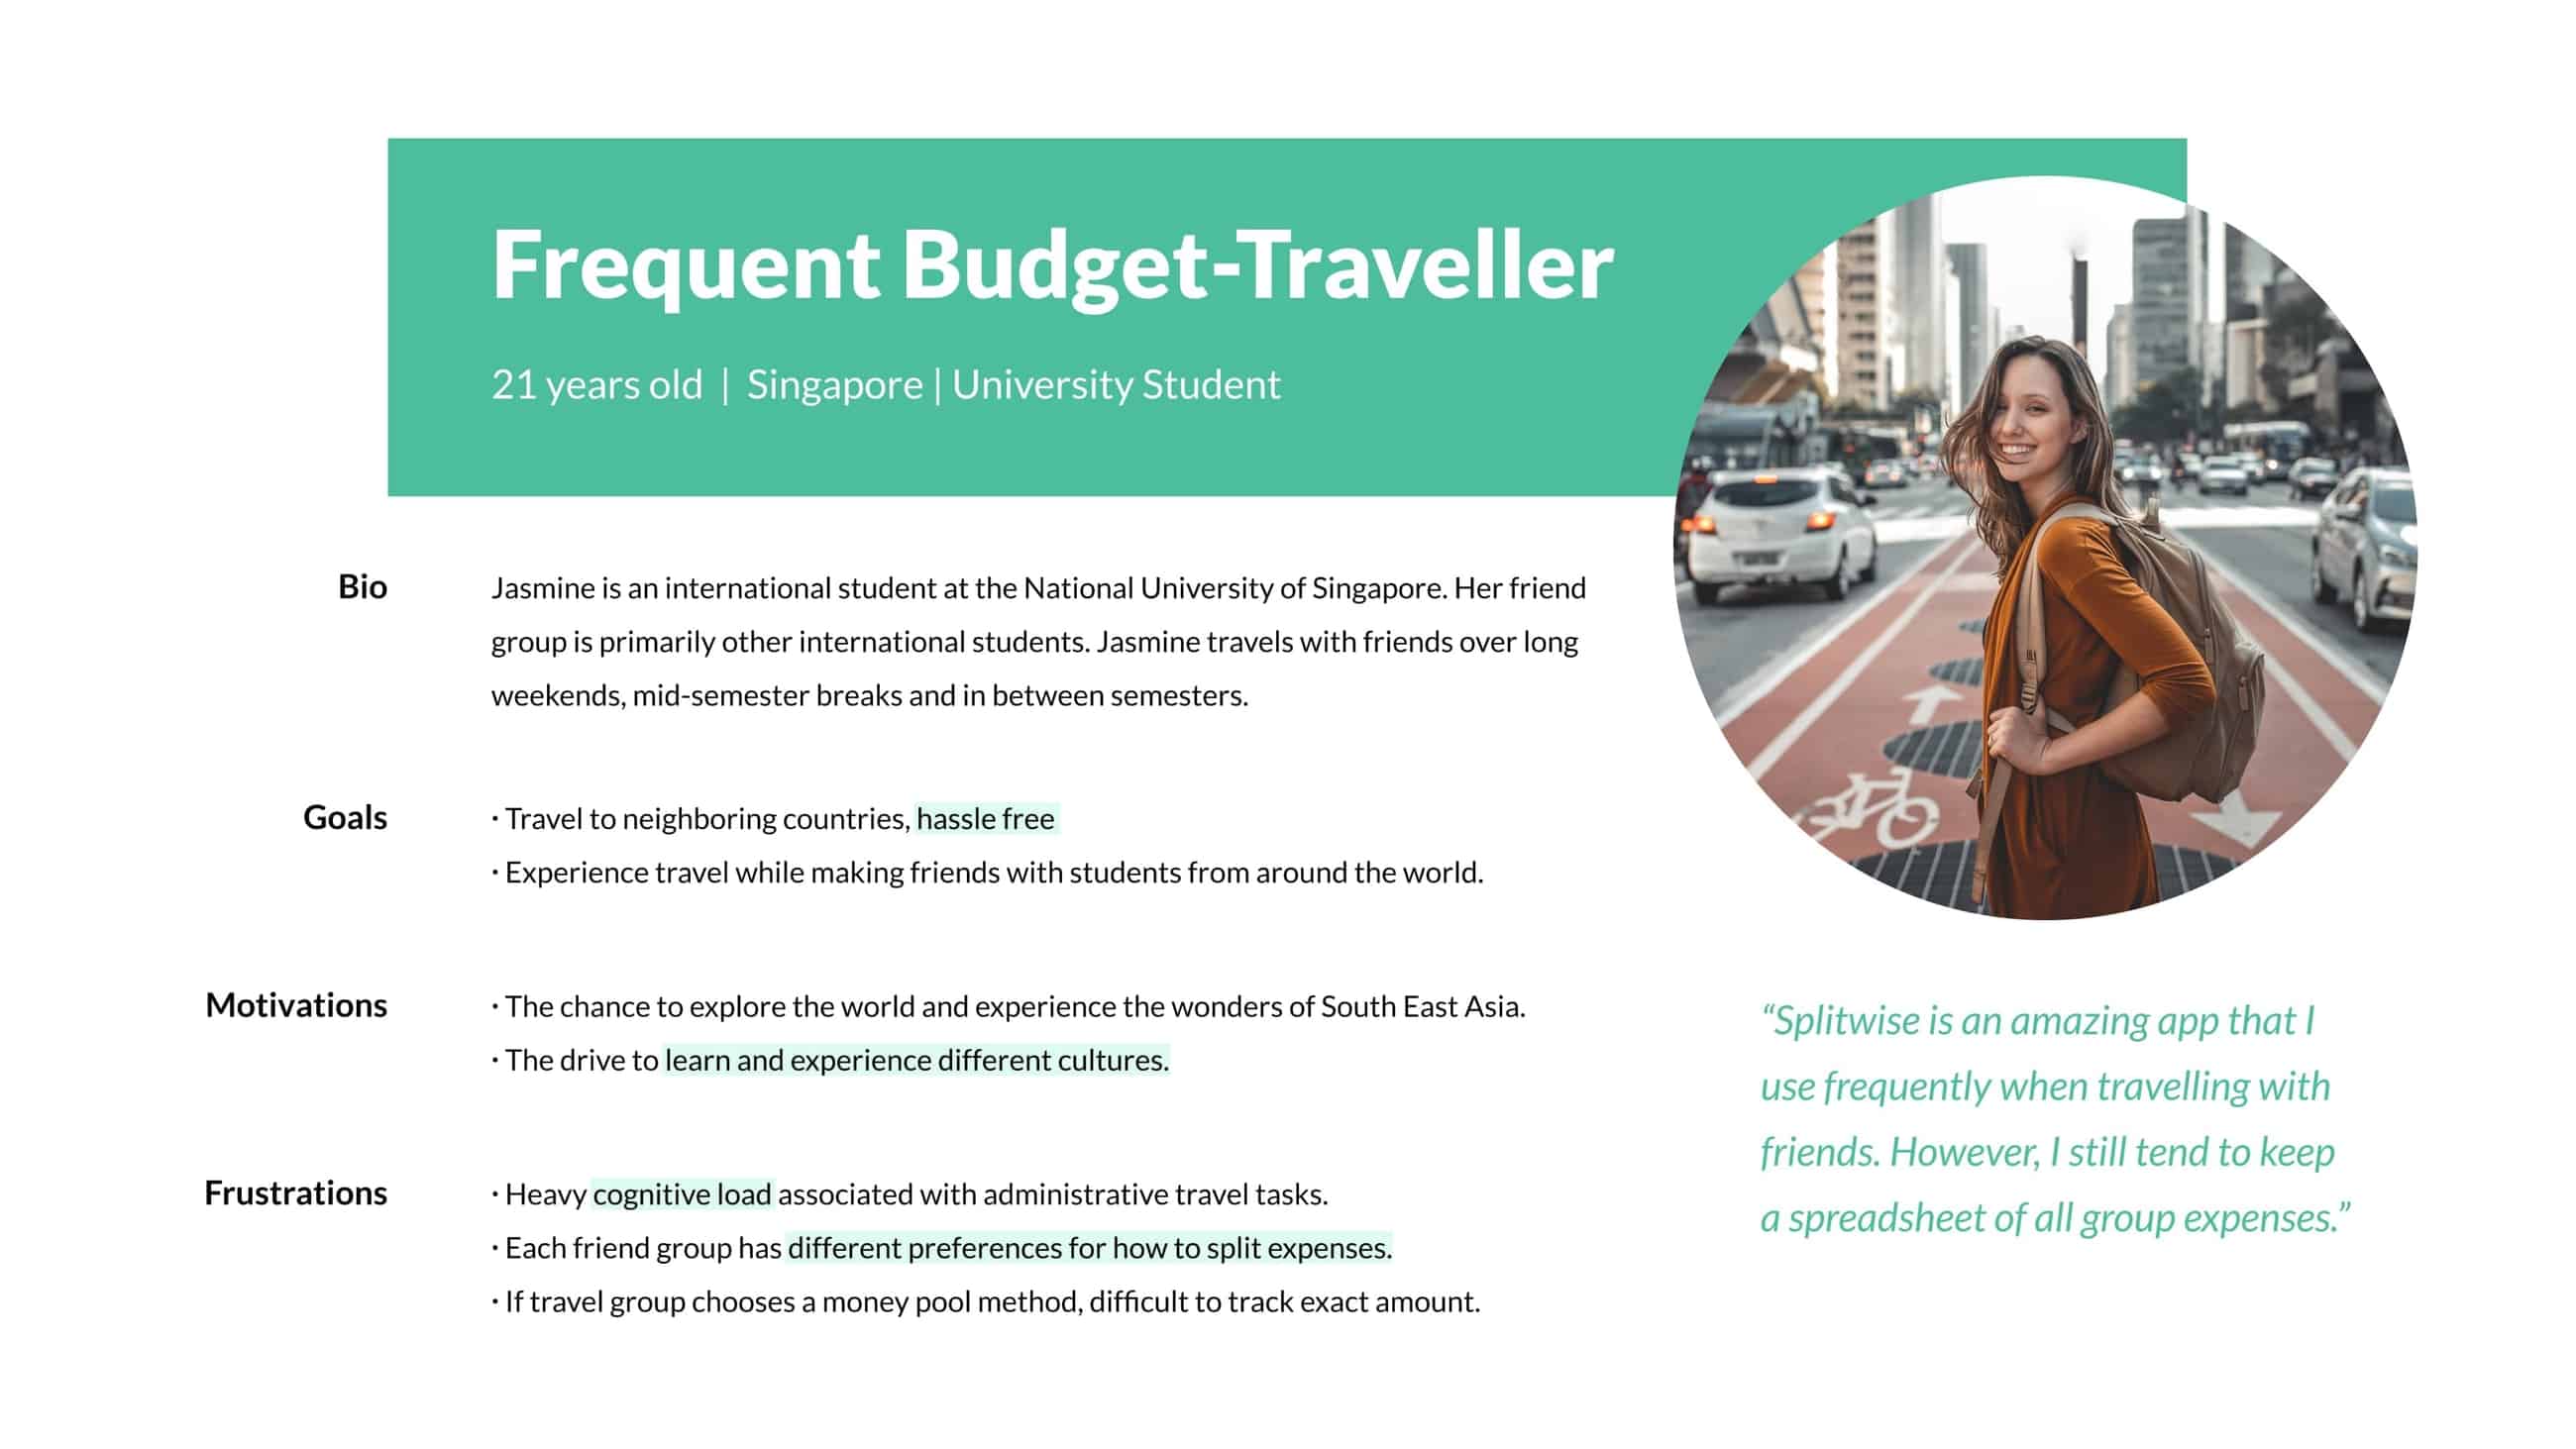 Frequent Budget-Traveller
21 years old | Singapore | University Student
Bio
Jasmine is an international student at the National University of Singapore. Her friend
group is primarily other international students. Jasmine travels with friends over long
weekends, mid-semester breaks and in between semesters.
Goals
· Travel to neighboring countries, hassle free
· Experience travel while making friends with students from around the world.
Motivations
· The chance to explore the world and experience the wonders of South East Asia.
· The drive to learn and experience different cultures.
Frustrations
· Heavy cognitive load associated with administrative travel tasks.
· Each friend group has different preferences for how to split expenses.
· If travel group chooses a money pool method, difficult to track exact amount.
“Splitwise is an amazing app that I
use frequently when travelling with
friends. However, I still tend to keep
a spreadsheet of all group expenses.”